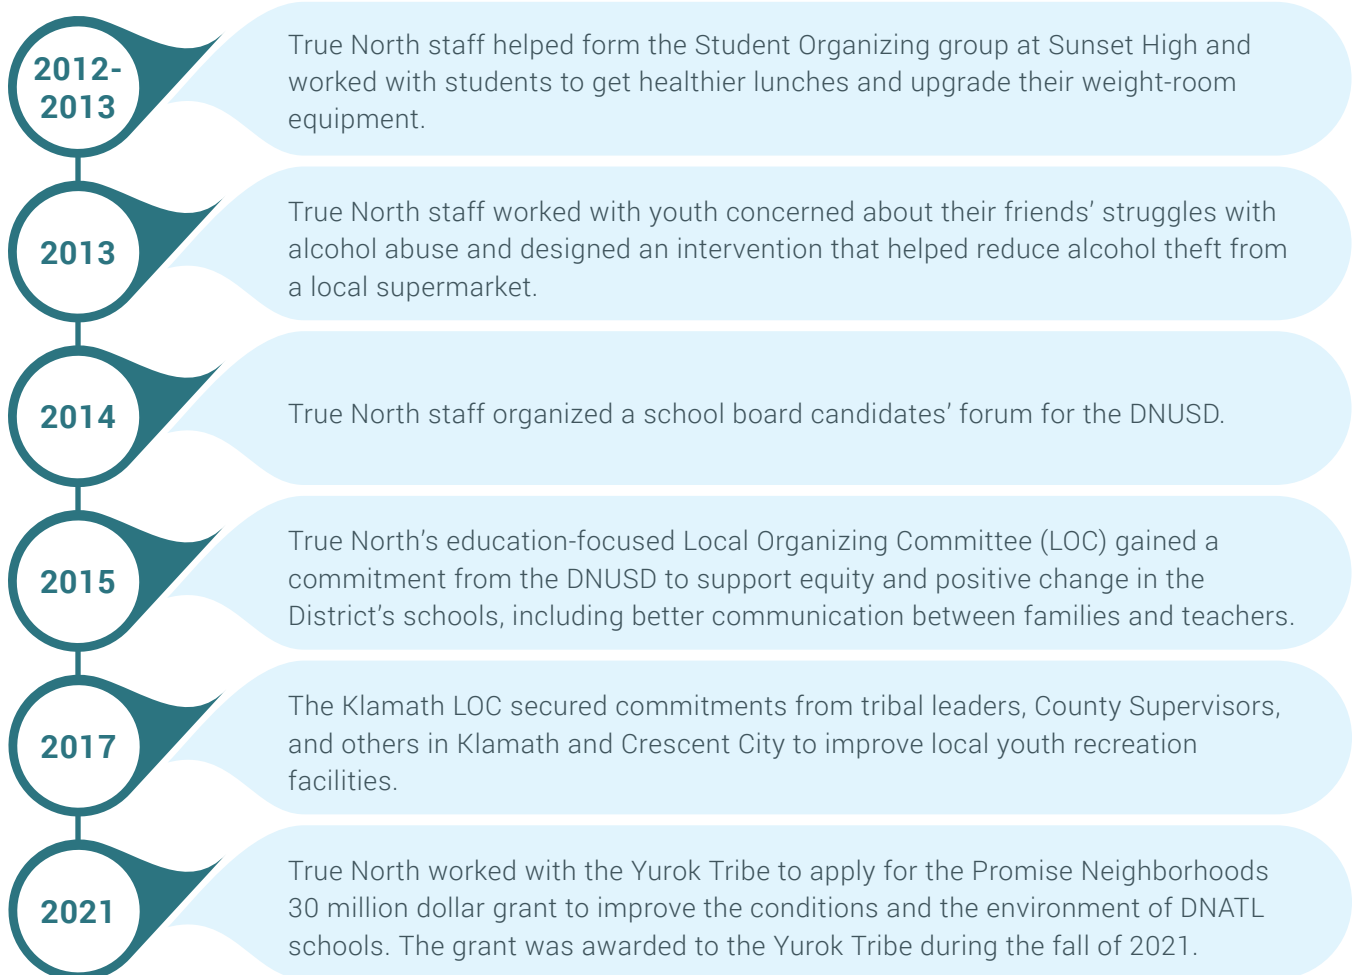 2012-
2013
True North staff helped form the Student Organizing group at Sunset High and
worked with students to get healthier lunches and upgrade their weight-room
equipment.
2013
True North staff worked with youth concerned about their friends’ struggles with
alcohol abuse and designed an intervention that helped reduce alcohol theft from
a local supermarket.
2014
True North staff organized a school board candidates’ forum for the DNUSD.
2015
True North’s education-focused Local Organizing Committee (LOC) gained a
commitment from the DNUSD to support equity and positive change in the
District’s schools, including better communication between families and teachers.
2017
The Klamath LOC secured commitments from tribal leaders, County Supervisors,
and others in Klamath and Crescent City to improve local youth recreation
facilities.
2021
True North worked with the Yurok Tribe to apply for the Promise Neighborhoods
30 million dollar grant to improve the conditions and the environment of DNATL
schools. The grant was awarded to the Yurok Tribe during the fall of 2021.